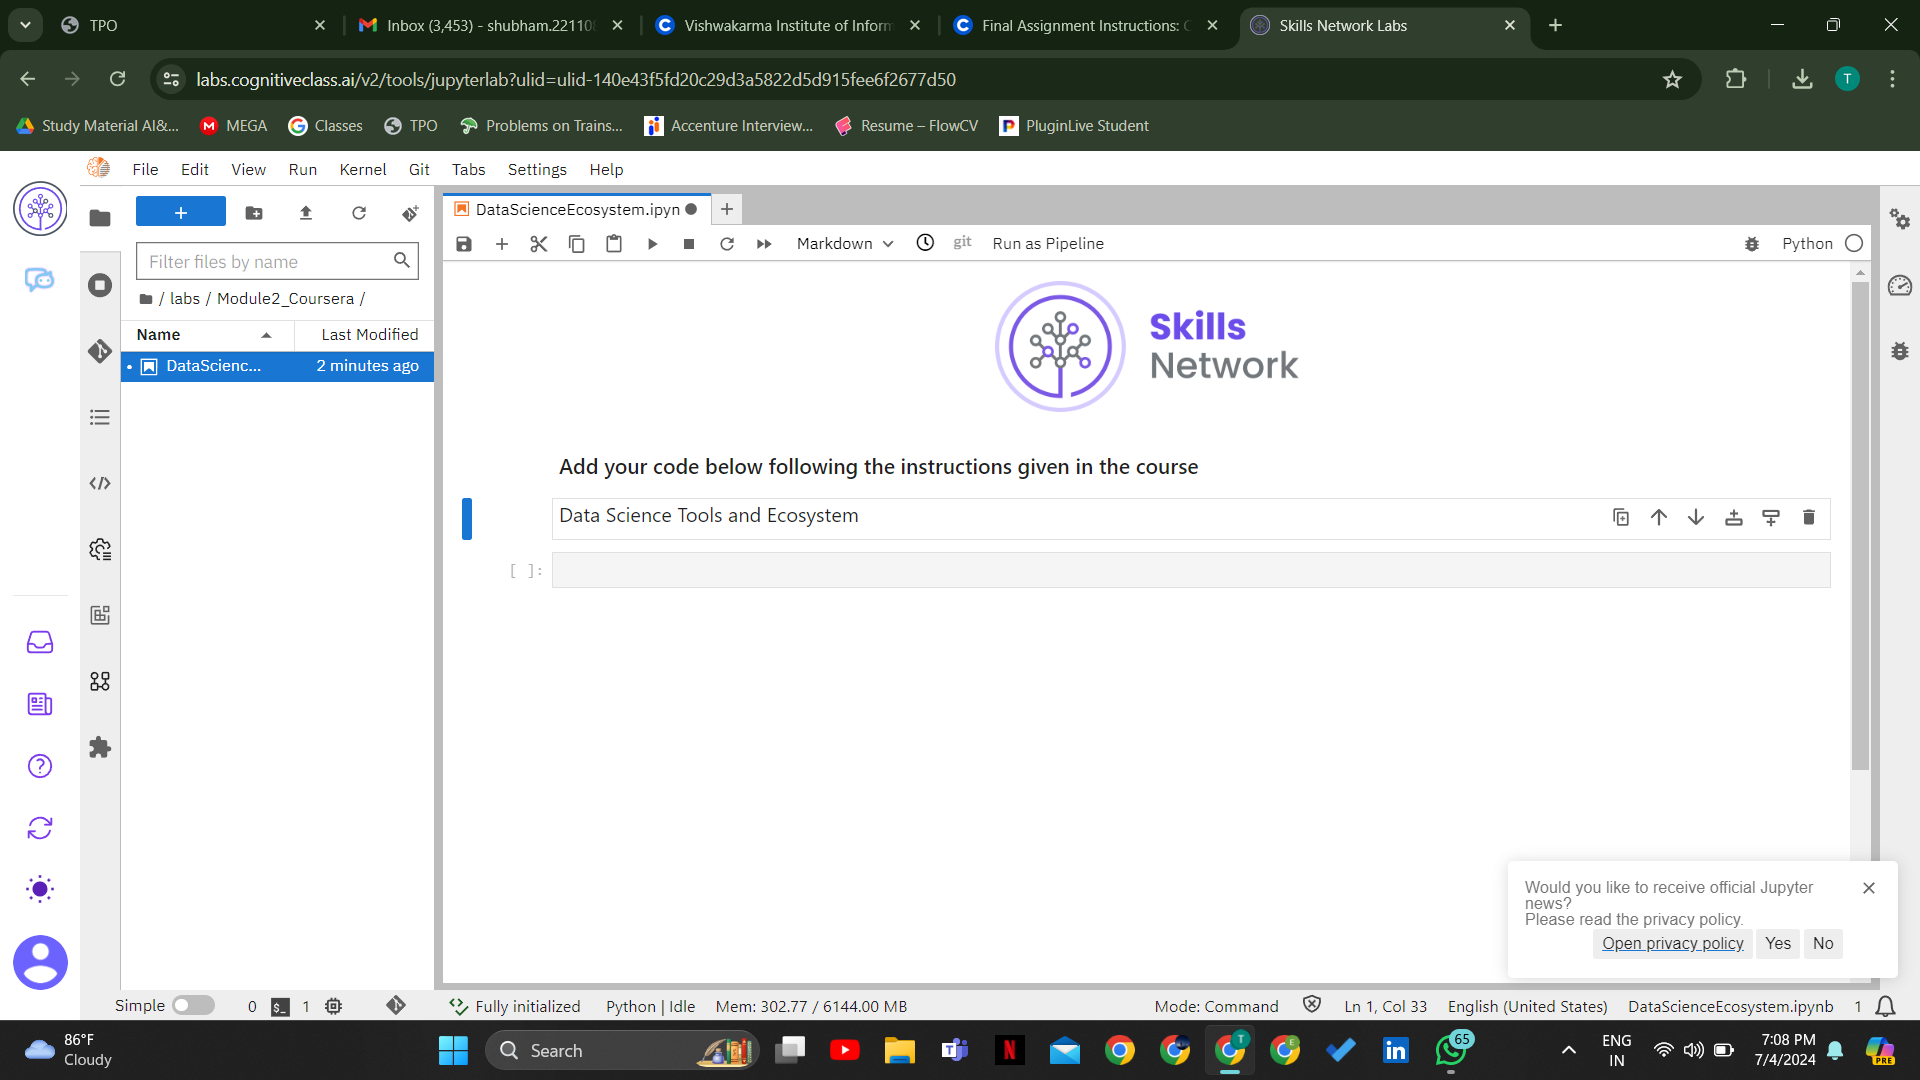 TPO
Inbox (3,453) - shubham.22110
Vishwakarma Institute of Inform
Final Assignment Instructions: C
Skills Network Labs
labs.cognitiveclass.ai/v2/tools/jupyterlab?ulid=ulid-140e43f5fd20c29d3a5822d5d915fee6f2677d50
T
Study Material AI&...
MEGA
Classes
TPO
Problems on Trains...
Accenture Interview...
Resume – FlowCV
PluginLive Student
File Edit View Run Kernel Git Tabs Settings Help
DataScienceEcosystem.ipyn
Markdown
git
Run as Pipeline
Python
Filter files by name
/ labs / Module2_Coursera /
Name
Last Modified
DataScienc...
2 minutes ago
Skills
Network
Add your code below following the instructions given in the course
Data Science Tools and Ecosystem
[ ]:
Would you like to receive official Jupyter
news?
Please read the privacy policy.
Open privacy policy
Yes
No
Simple
0
1
Fully initialized
Python | Idle
Mem: 302.77 / 6144.00 MB
Mode: Command
Ln 1, Col 33
English (United States)
DataScienceEcosystem.ipynb
1
86°F
Cloudy
Search
65
ENG
IN
7:08 PM
7/4/2024
PRE